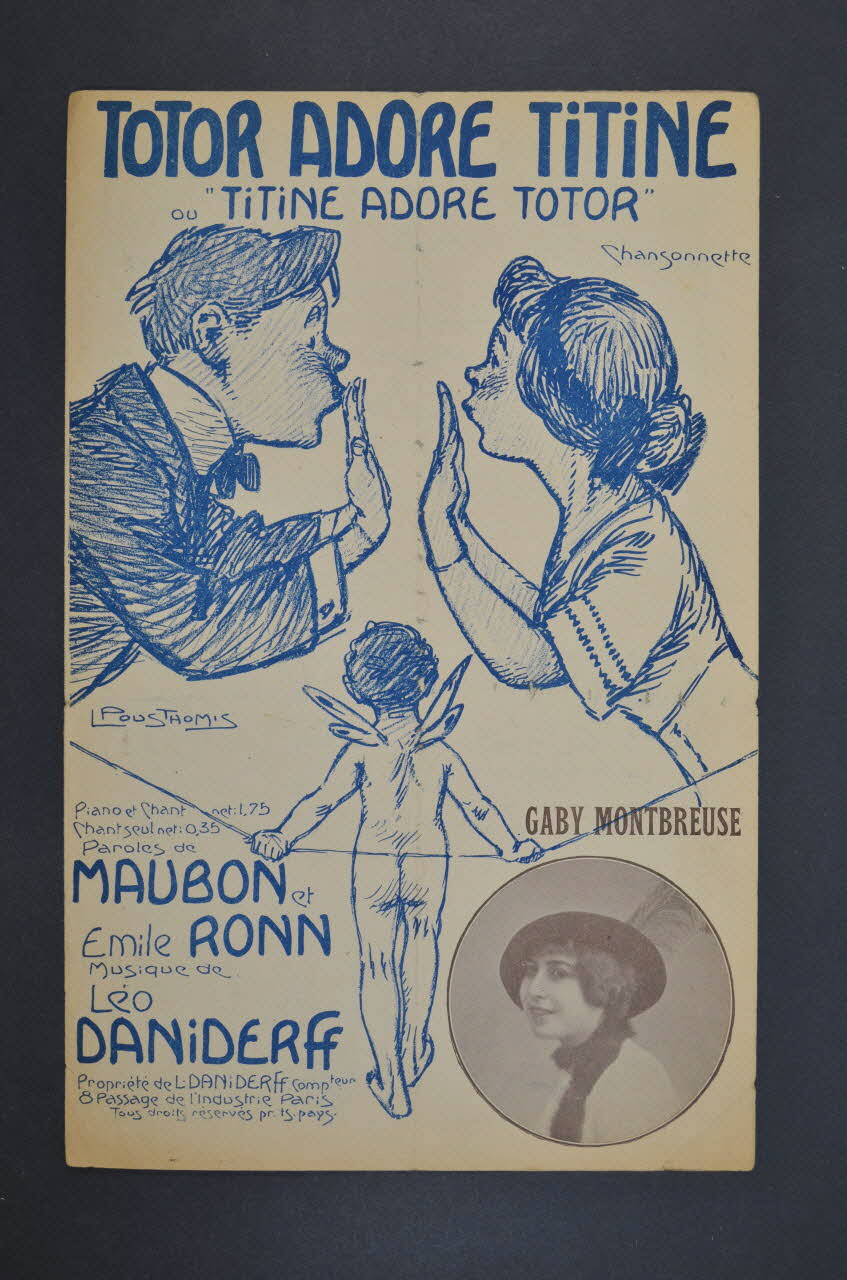 TOTOR ADORE TiTiNE
ou "TiTiNE ADORE TOTOR"
Chansonnette
LPOUSTHOMIS
Piano et Chant net: 1,75
Chant seul net: 0,35
Paroles de
MAUBON et
Emile RONN
Musique de
Léo
DANiDERff
Propriété de L.DANiDERff compteur
8 Passage de l'Industrie Paris
Tous droits réservés pr. ts. pays.
GABY MONTBREUSE